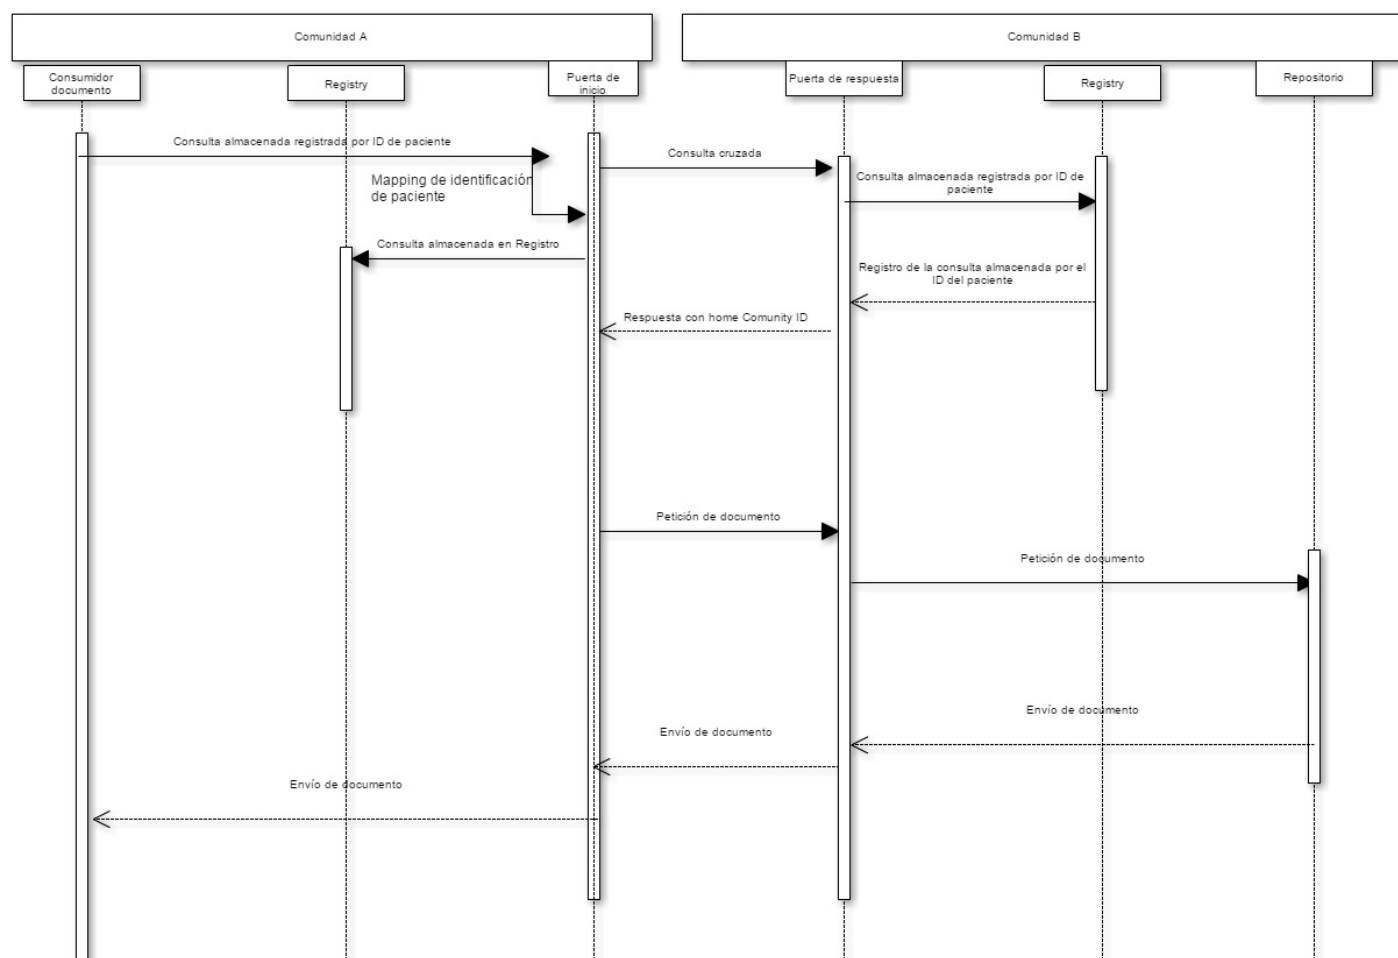 Comunidad A
Comunidad B
Consumidor
documento
Registry
Puerta de
inicio
Puerta de respuesta
Registry
Repositorio
Consulta almacenada registrada por ID de paciente
Consulta cruzada
Mapping de identificación
de paciente
Consulta almacenada registrada por ID de
paciente
Consulta almacenada en Registro
Registro de la consulta almacenada por el
ID del paciente
Respuesta con home Comunity ID
Petición de documento
Petición de documento
Envío de documento
Envío de documento
Envío de documento